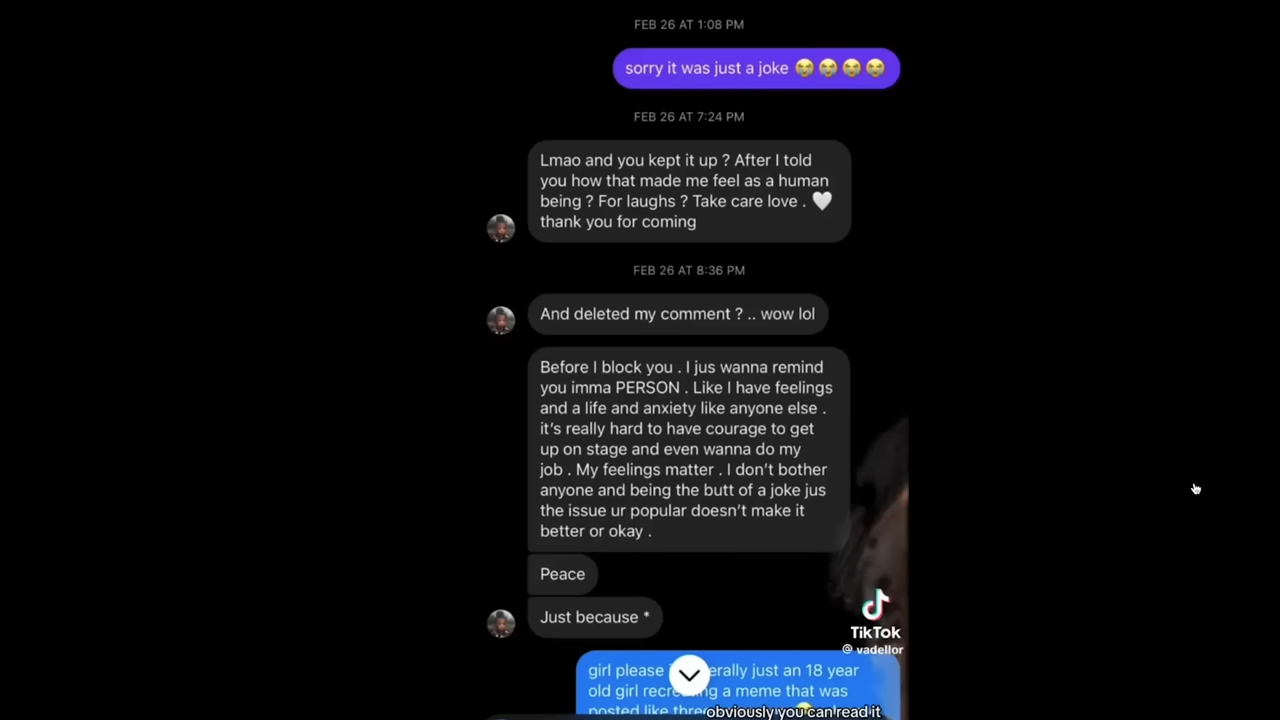 FEB 26 AT 1:08 PM
sorry it was just a joke 😭😭😭😭
FEB 26 AT 7:24 PM
Lmao and you kept it up ? After I told
you how that made me feel as a human
being ? For laughs ? Take care love . 🤍
thank you for coming
FEB 26 AT 8:36 PM
And deleted my comment ? .. wow lol
Before I block you . I jus wanna remind
you imma PERSON . Like I have feelings
and a life and anxiety like anyone else .
it's really hard to have courage to get
up on stage and even wanna do my
job . My feelings matter . I don't bother
anyone and being the butt of a joke jus
the issue ur popular doesn't make it
better or okay .
Peace
Just because *
TikTok
@ vadellor
girl please just an 18 year
old girl a meme that was
posted like
obviously you can read it